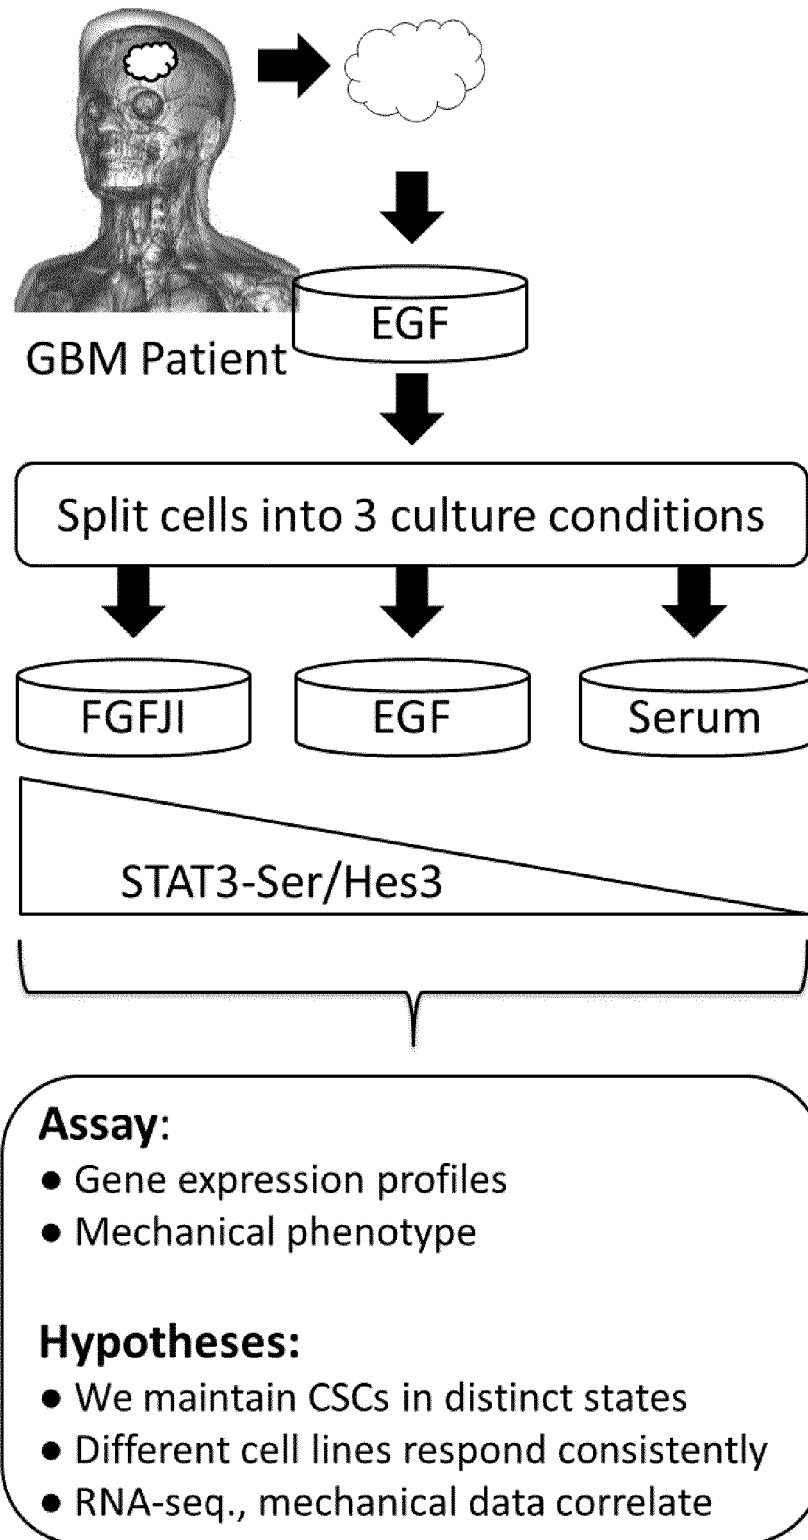 EGF
GBM Patient
Split cells into 3 culture conditions
FGFJI
EGF
Serum
STAT3-Ser/Hes3
Assay:
● Gene expression profiles
● Mechanical phenotype
Hypotheses:
● We maintain CSCs in distinct states
● Different cell lines respond consistently
● RNA-seq., mechanical data correlate